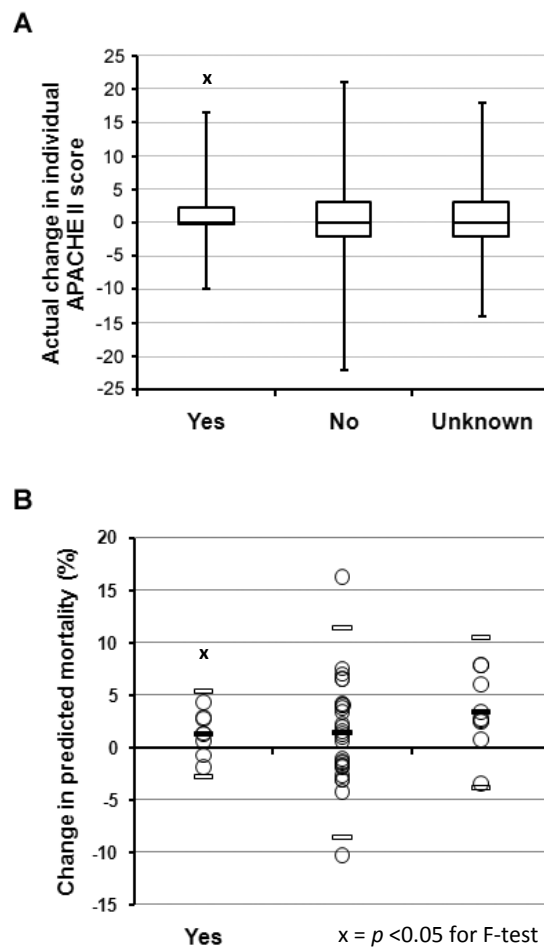 A
Actual change in individual
APACHE II score
25
20
15
10
5
0
-5
-10
-15
-20
-25
x
Yes No Unknown
B
Change in predicted mortality (%)
20
15
10
5
0
-5
-10
-15
x
Yes
x = p <0.05 for F-test